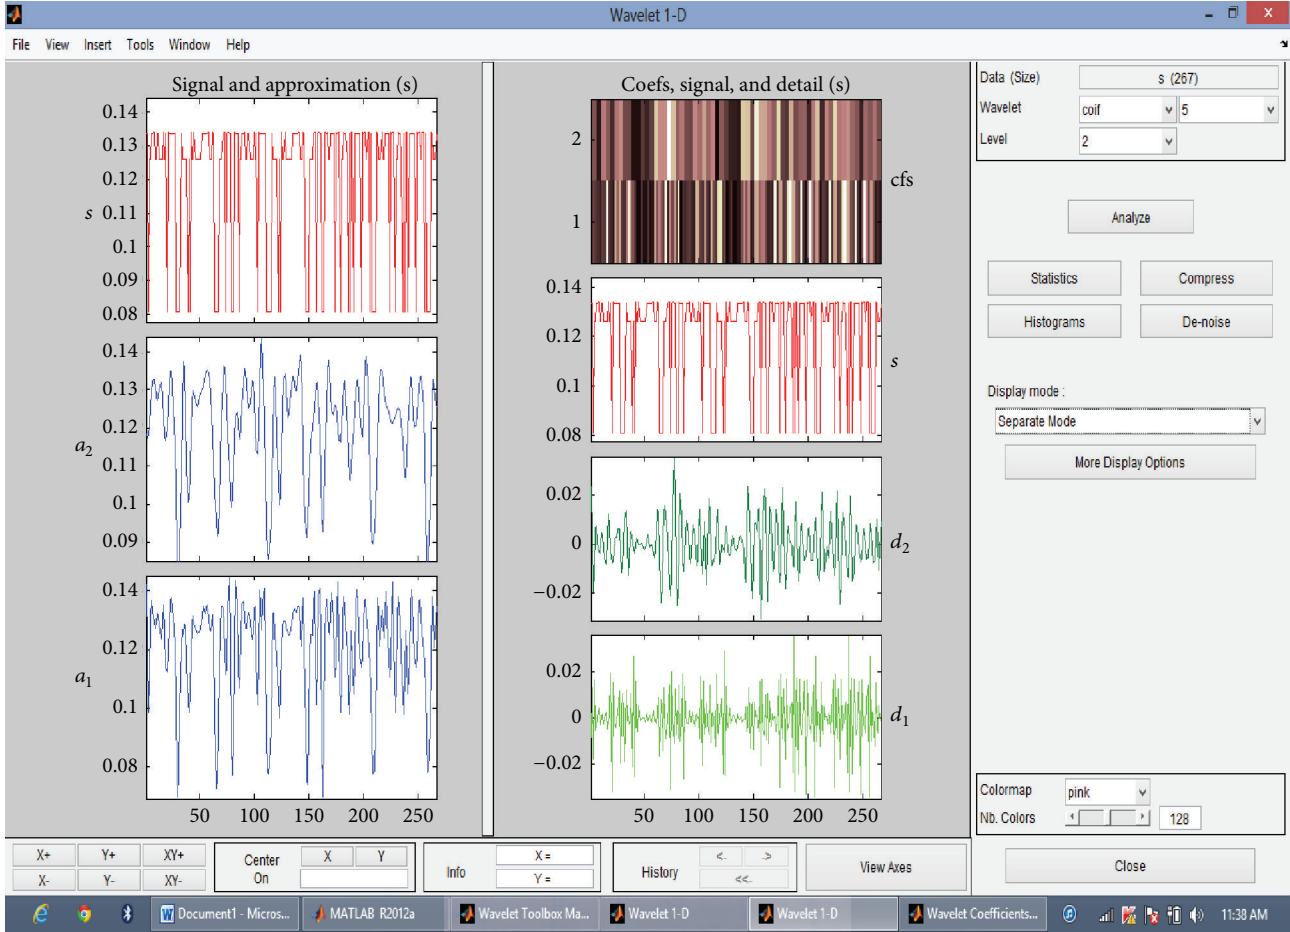 Wavelet 1-D
File View Insert Tools Window Help
Signal and approximation (s)
0.14
0.13
0.12
s 0.11
0.1
0.09
0.08
0.14
0.13
0.12
a2
0.11
0.1
0.09
0.14
0.12
a1
0.1
0.08
50 100 150 200 250
Coefs, signal, and detail (s)
2
cfs
1
0.14
0.12
s
0.1
0.08
0.02
0 d2
−0.02
0.02
0 d1
−0.02
50 100 150 200 250
Data (Size) s (267)
Wavelet coif 5
Level 2
Analyze
Statistics Compress
Histograms De-noise
Display mode :
Separate Mode
More Display Options
Colormap pink
Nb. Colors 128
Close
X+ Y+ XY+
X- Y- XY-
Center On X Y
Info X = Y =
History <- -> <<-
View Axes
Document1 - Micros... MATLAB R2012a Wavelet Toolbox Ma... Wavelet 1-D Wavelet 1-D Wavelet Coefficients... 11:38 AM